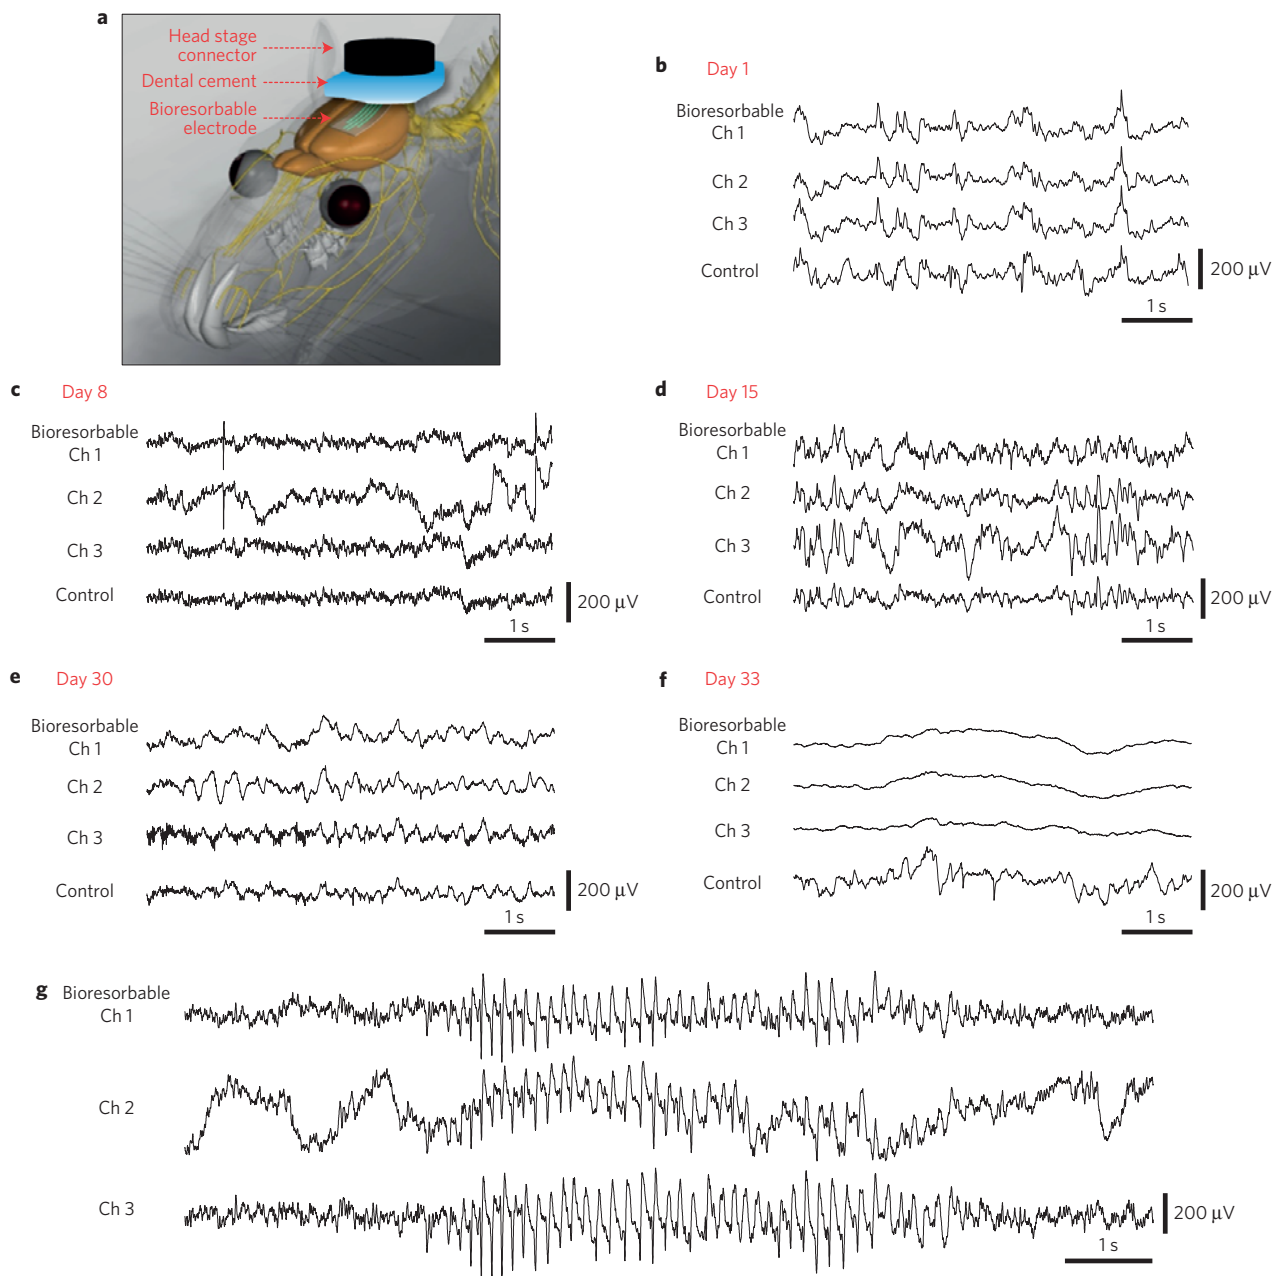 a
Head stage
connector
Dental cement
Bioresorbable
electrode
b Day 1
Bioresorbable
Ch 1
Ch 2
Ch 3
Control
200 μV
1 s
c Day 8
Bioresorbable
Ch 1
Ch 2
Ch 3
Control
200 μV
1 s
d Day 15
Bioresorbable
Ch 1
Ch 2
Ch 3
Control
200 μV
1 s
e Day 30
Bioresorbable
Ch 1
Ch 2
Ch 3
Control
200 μV
1 s
f Day 33
Bioresorbable
Ch 1
Ch 2
Ch 3
Control
200 μV
1 s
g Bioresorbable
Ch 1
Ch 2
Ch 3
200 μV
1 s